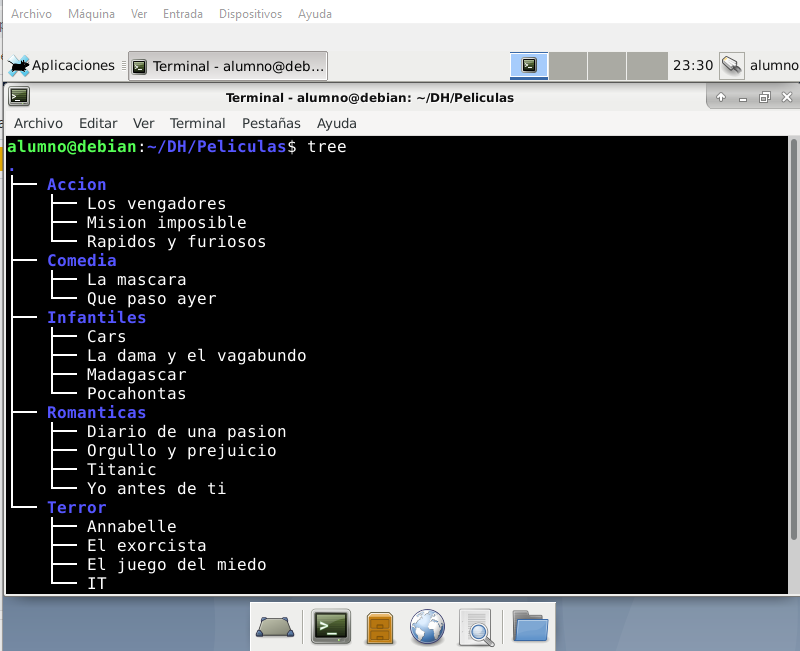 Archivo Máquina Ver Entrada Dispositivos Ayuda
Aplicaciones Terminal - alumno@deb... 23:30 alumno
Terminal - alumno@debian: ~/DH/Peliculas
Archivo Editar Ver Terminal Pestañas Ayuda
alumno@debian:~/DH/Peliculas$ tree
.
├── Accion
│   ├── Los vengadores
│   ├── Mision imposible
│   └── Rapidos y furiosos
├── Comedia
│   ├── La mascara
│   └── Que paso ayer
├── Infantiles
│   ├── Cars
│   ├── La dama y el vagabundo
│   ├── Madagascar
│   └── Pocahontas
├── Romanticas
│   ├── Diario de una pasion
│   ├── Orgullo y prejuicio
│   ├── Titanic
│   └── Yo antes de ti
└── Terror
    ├── Annabelle
    ├── El exorcista
    ├── El juego del miedo
    └── IT